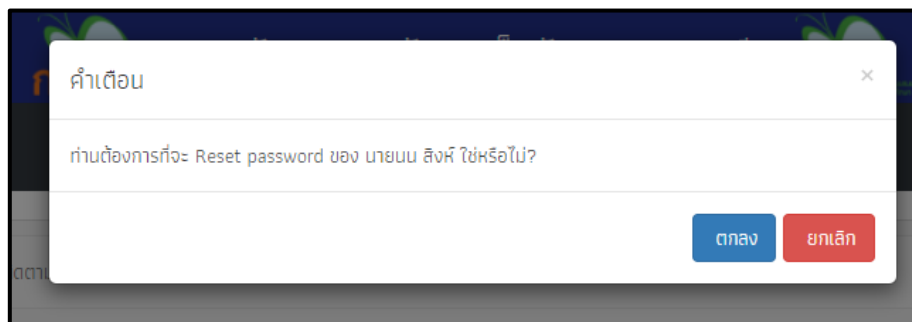 คำเตือน
×
ท่านต้องการที่จะ Reset password ของ นายนน สิงห์ ใช่หรือไม่?
ตกลง ยกเลิก